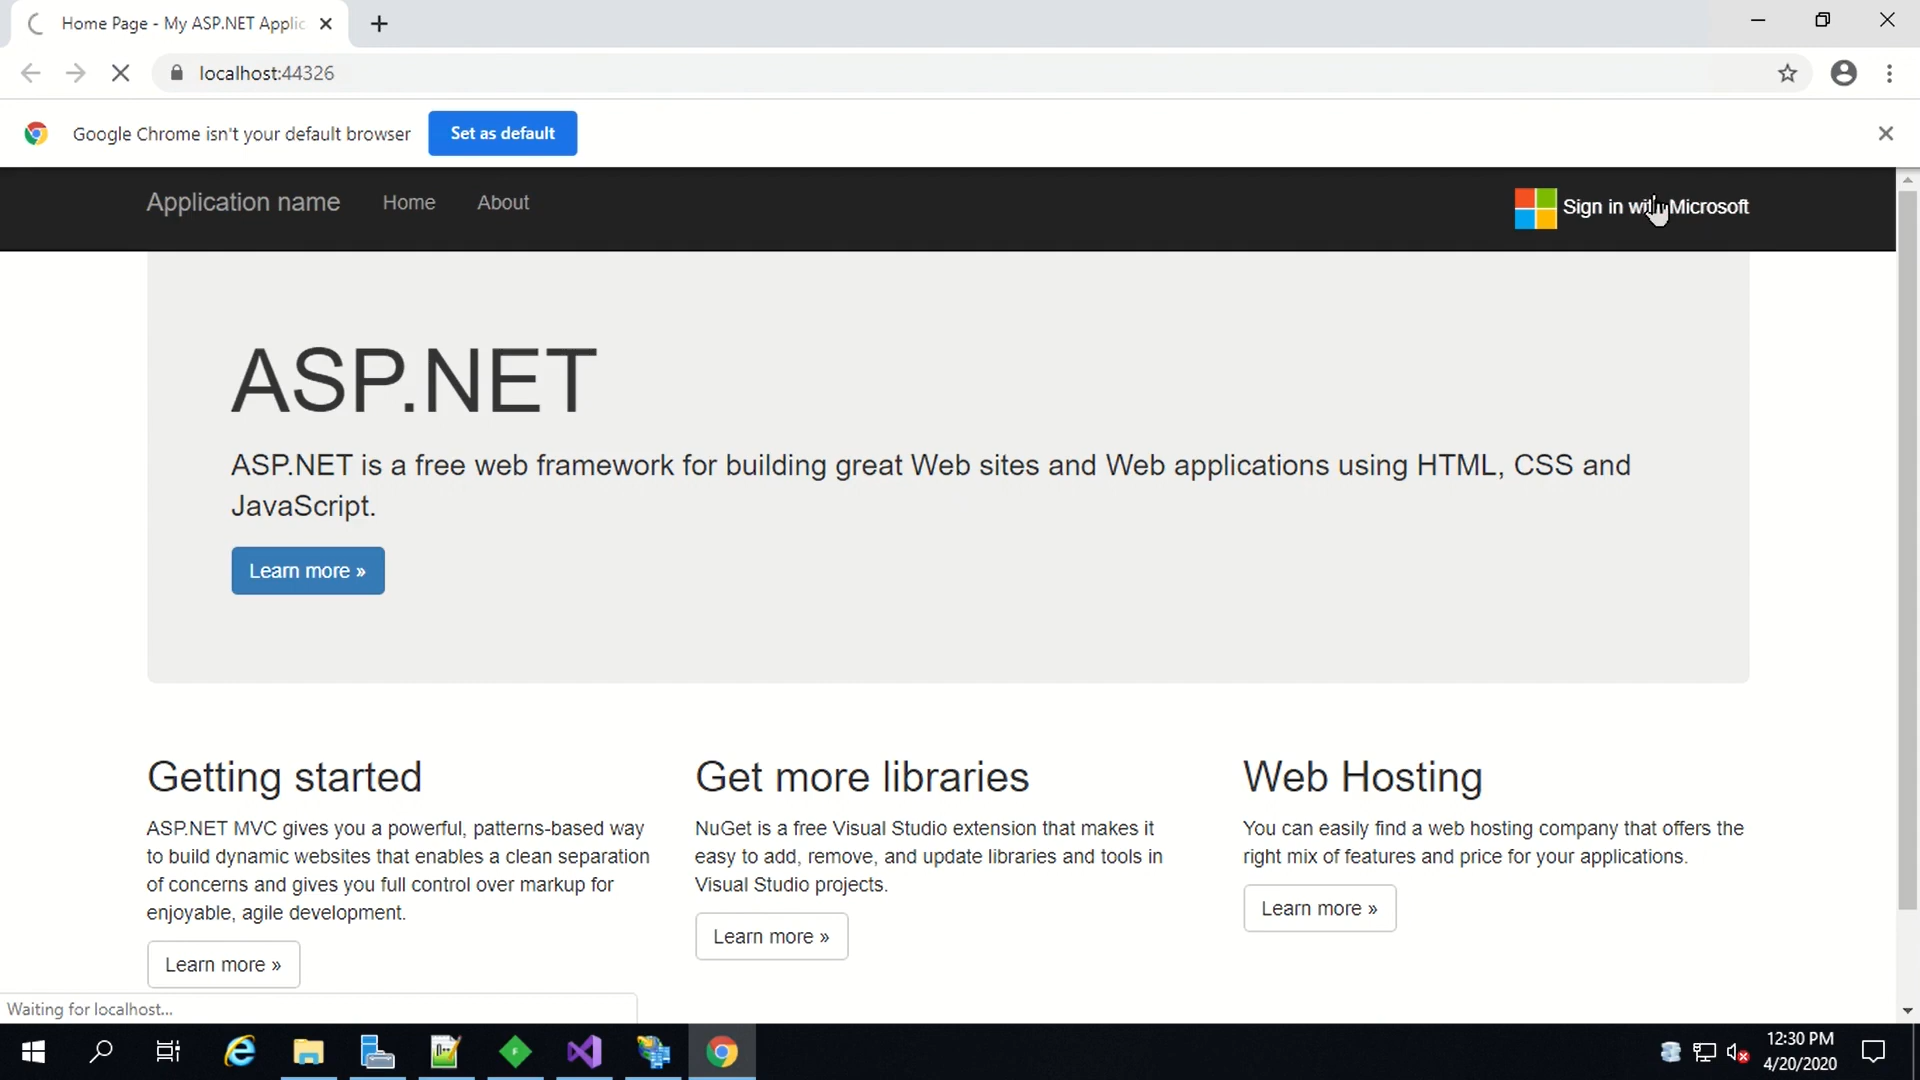 Home Page - My ASP.NET Applic
localhost:44326
Google Chrome isn't your default browser
Set as default
Application name
Home
About
Sign in with Microsoft
ASP.NET
ASP.NET is a free web framework for building great Web sites and Web applications using HTML, CSS and
JavaScript.
Learn more »
Getting started
ASP.NET MVC gives you a powerful, patterns-based way
to build dynamic websites that enables a clean separation
of concerns and gives you full control over markup for
enjoyable, agile development.
Learn more »
Get more libraries
NuGet is a free Visual Studio extension that makes it
easy to add, remove, and update libraries and tools in
Visual Studio projects.
Learn more »
Web Hosting
You can easily find a web hosting company that offers the
right mix of features and price for your applications.
Learn more »
Waiting for localhost...
12:30 PM
4/20/2020